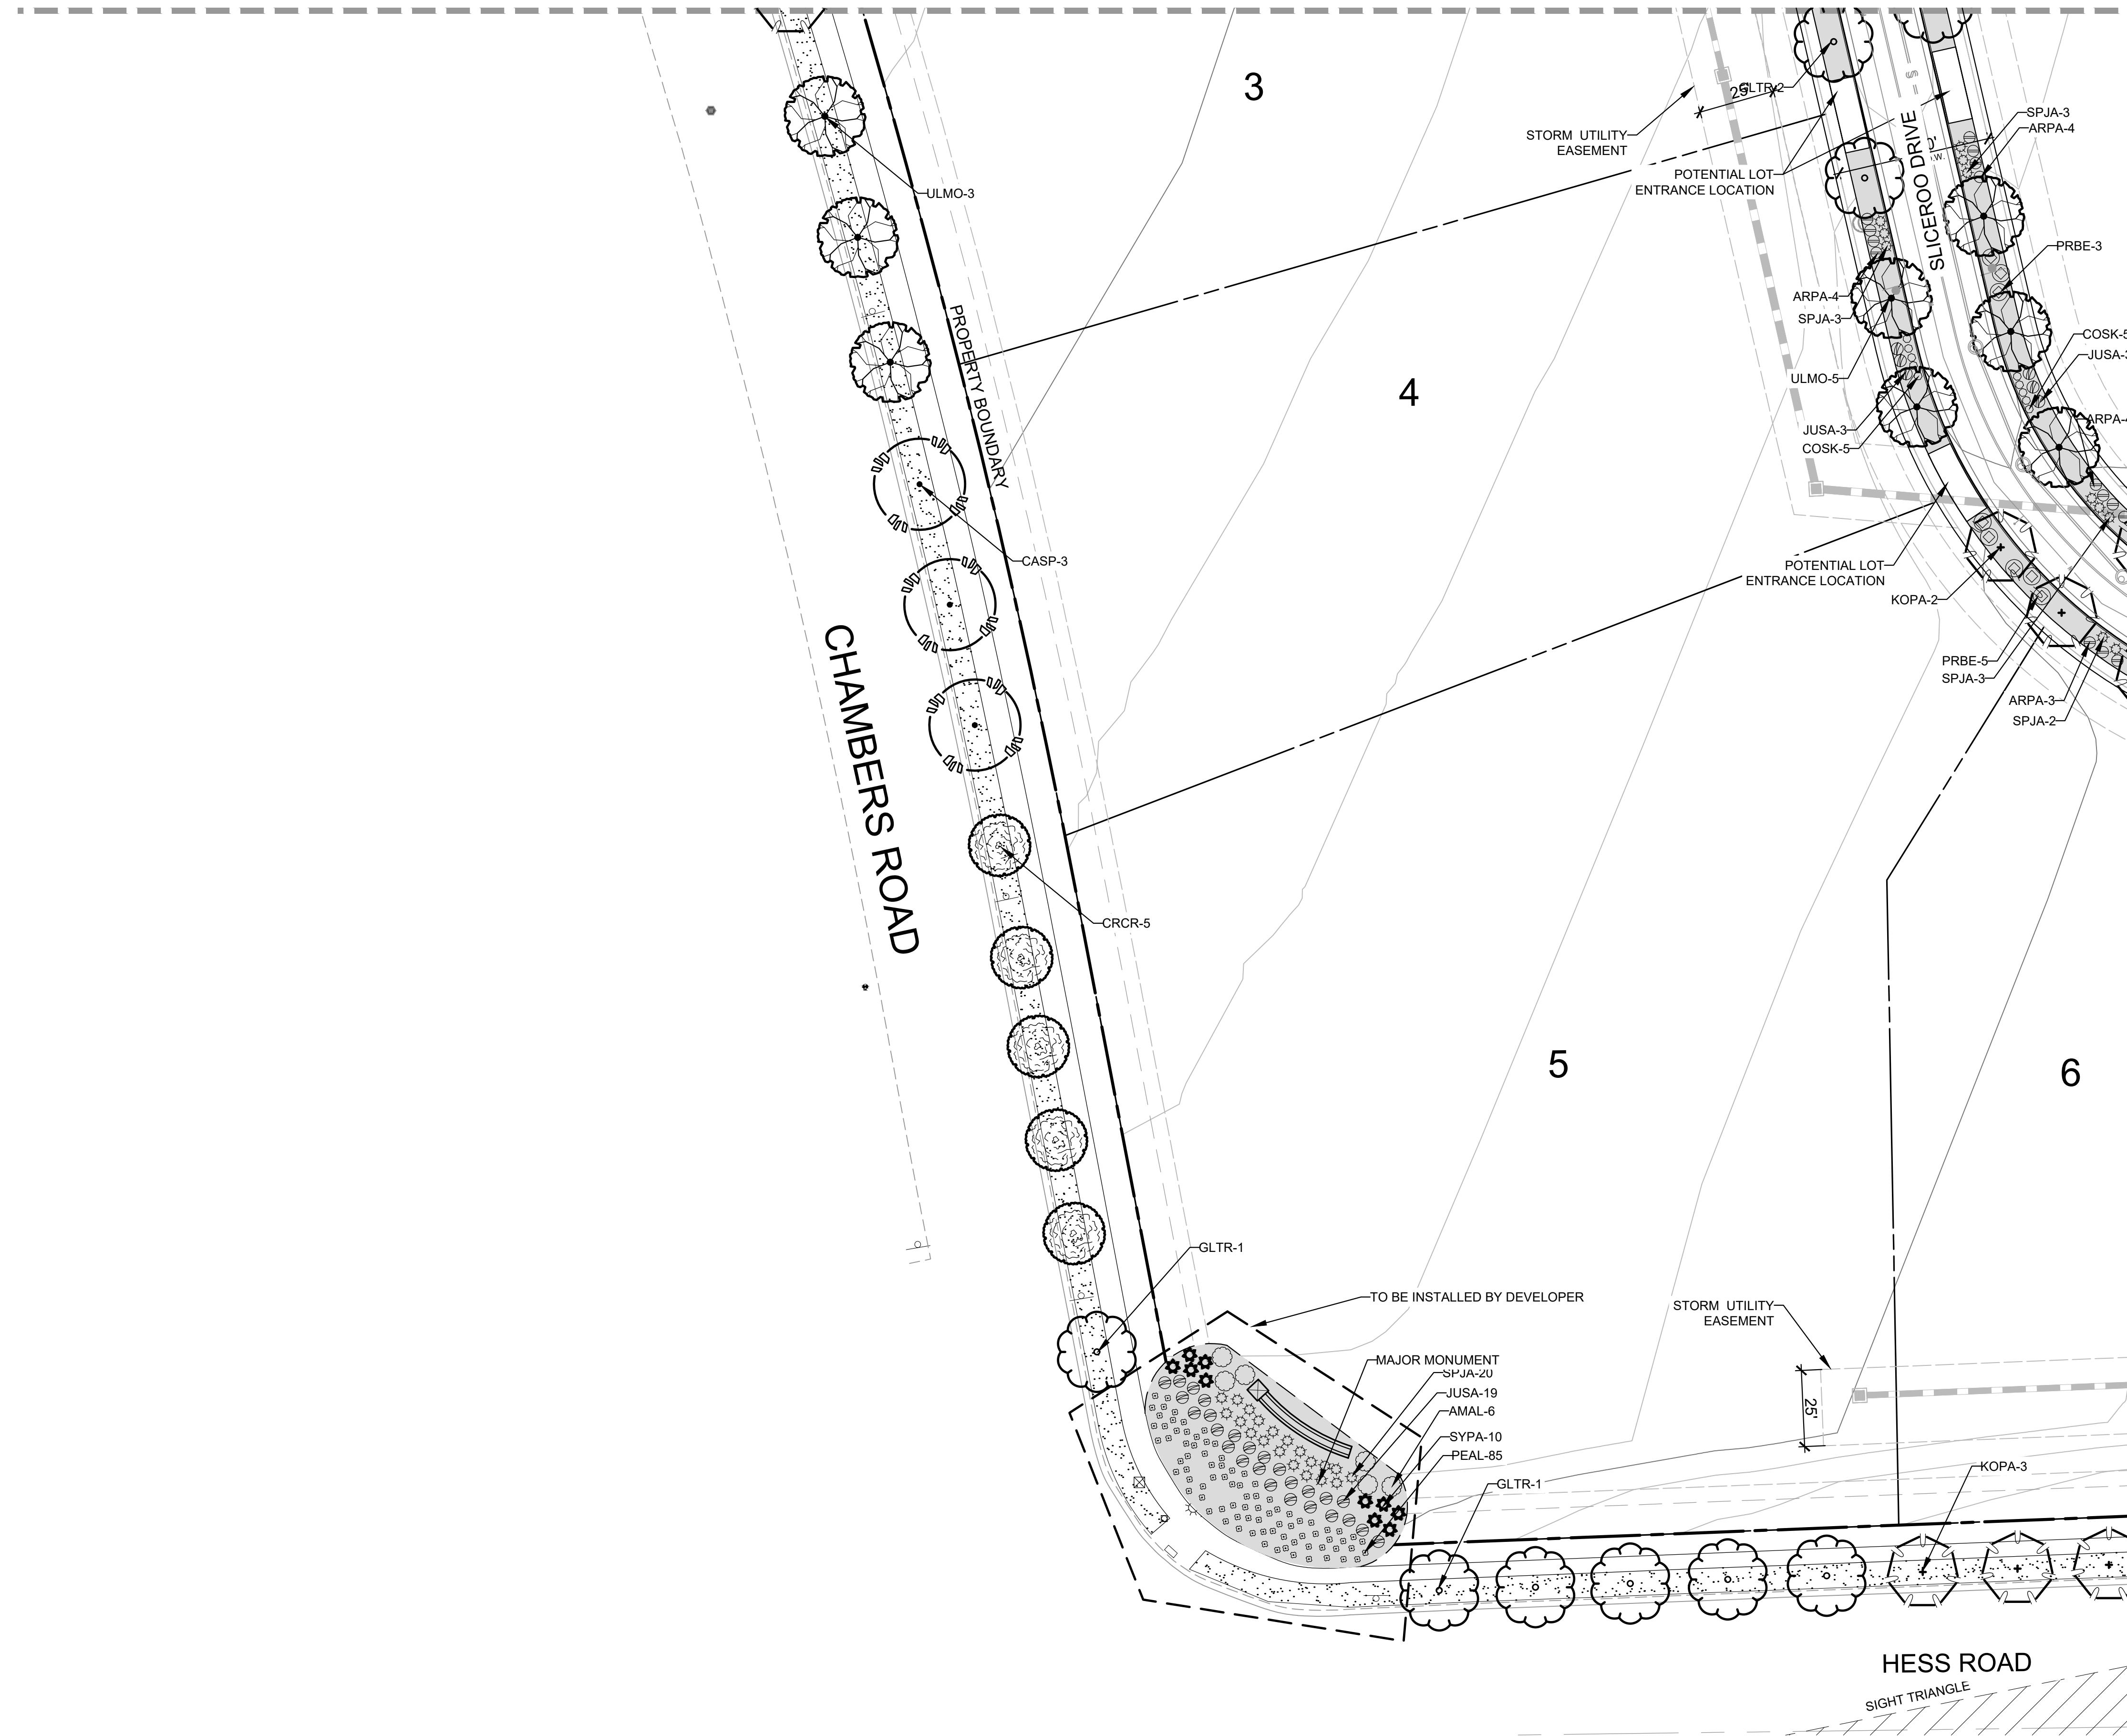 3
GLTR-2
STORM UTILITY
EASEMENT
POTENTIAL LOT
ENTRANCE LOCATION
SLICEROO DRIVE
S
SPJA-3
ARPA-4
ULMO-3
PRBE-3
ARPA-4
SPJA-3
PROPERTY BOUNDARY
COSK-5
JUSA-3
ULMO-5
4
JUSA-3
COSK-5
CASP-3
POTENTIAL LOT
ENTRANCE LOCATION
KOPA-2
CHAMBERS ROAD
PRBE-5
SPJA-3
ARPA-3
SPJA-2
CRCR-5
5
6
GLTR-1
TO BE INSTALLED BY DEVELOPER
STORM UTILITY
EASEMENT
25'
MAJOR MONUMENT
SPJA-20
JUSA-19
AMAL-6
SYPA-10
PEAL-85
GLTR-1
KOPA-3
HESS ROAD
SIGHT TRIANGLE